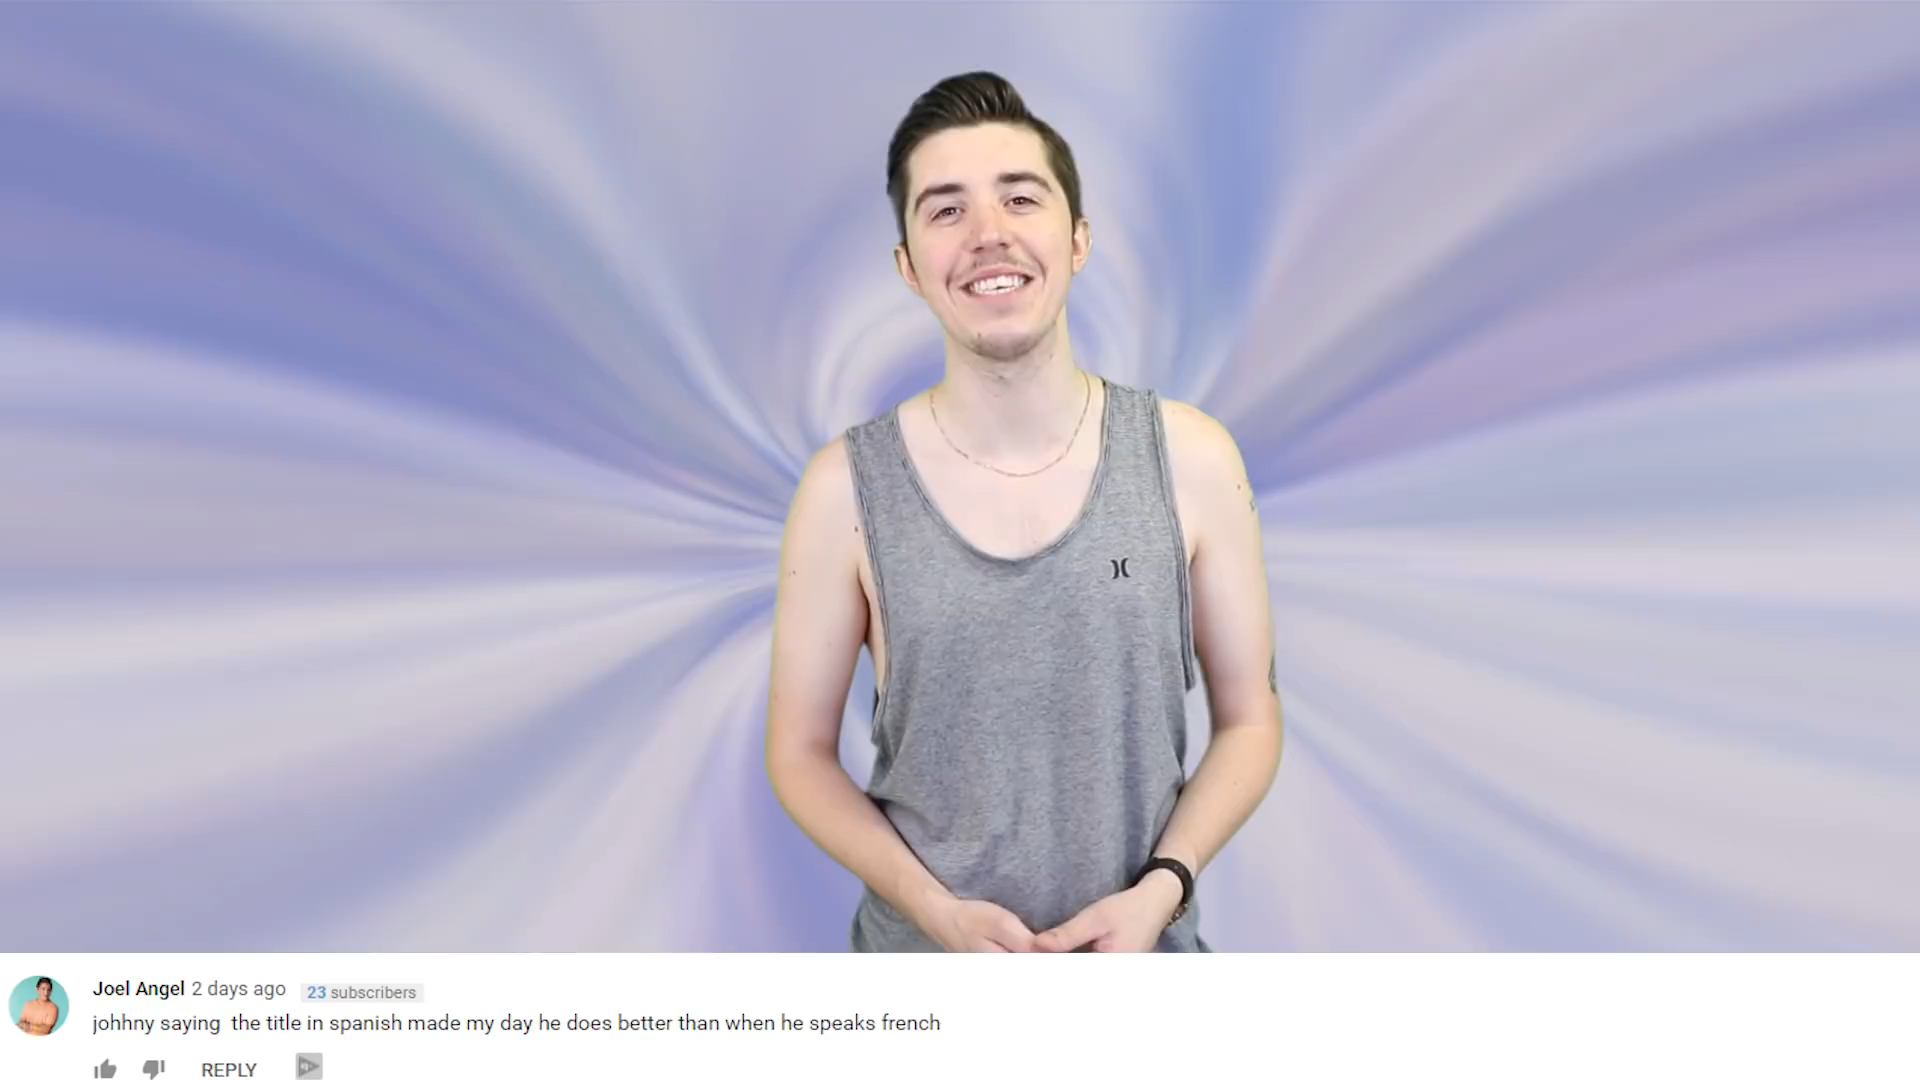 Joel Angel 2 days ago 23 subscribers
johhny saying  the title in spanish made my day he does better than when he speaks french
REPLY